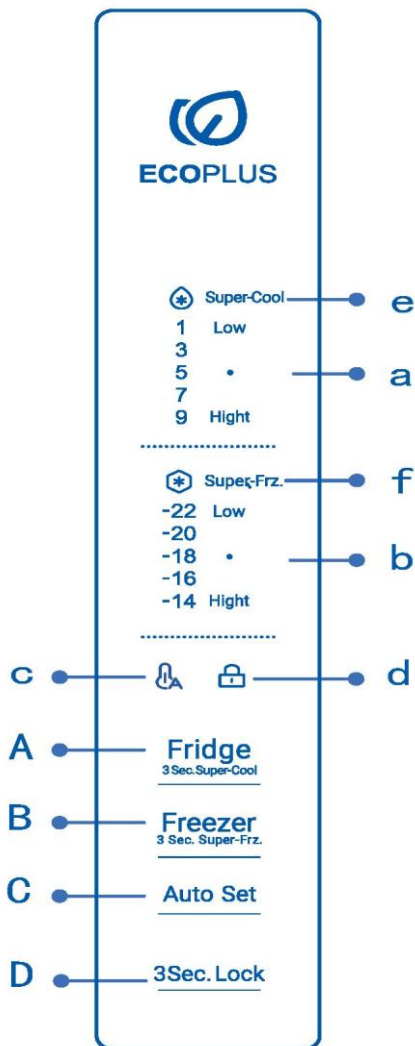 ECOPLUS
Super-Cool e
1 Low
3
5 • a
7
9 Hight
Super-Frz. f
-22 Low
-20
-18 • b
-16
-14 Hight
c A d
A Fridge
3 Sec.Super-Cool
B Freezer
3 Sec. Super-Frz.
C Auto Set
D 3Sec. Lock